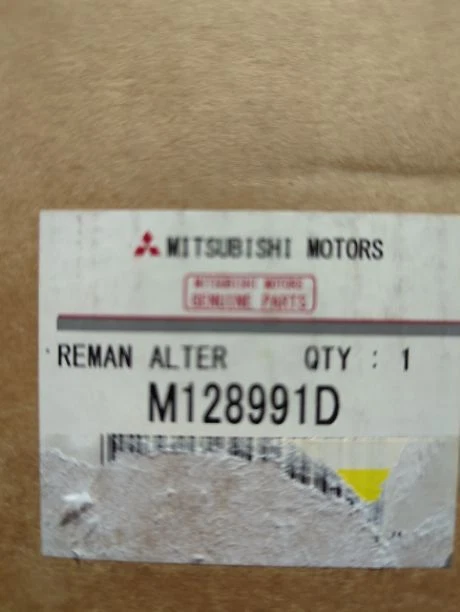 MITSUBISHI MOTORS
MITSUBISHI MOTORS
GENUINE PARTS
REMAN ALTER QTY : 1
M128991D